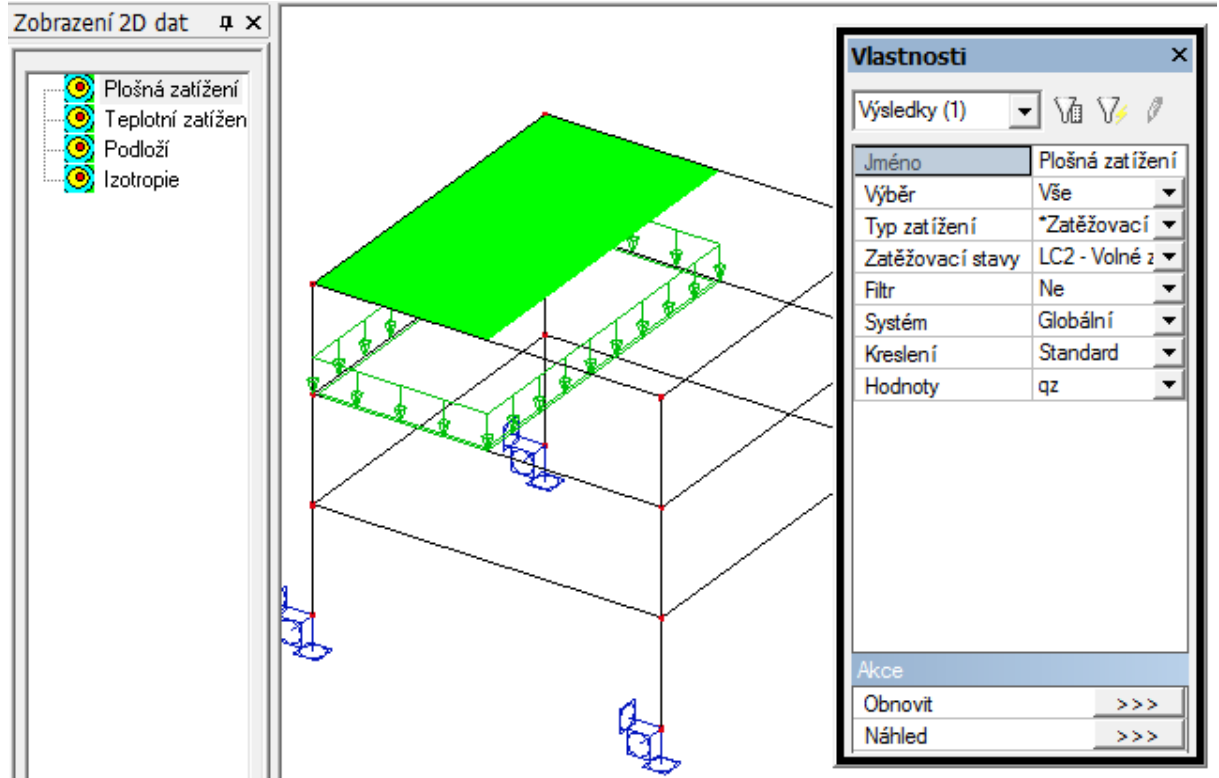 Zobrazení 2D dat
Plošná zatížení
Teplotní zatížen
Podloží
Izotropie
Vlastnosti
Výsledky (1)
Jméno Plošná zatížení
Výběr Vše
Typ zatížení *Zatěžovací
Zatěžovací stavy LC2 - Volné z
Filtr Ne
Systém Globální
Kreslení Standard
Hodnoty qz
Akce
Obnovit >>>
Náhled >>>